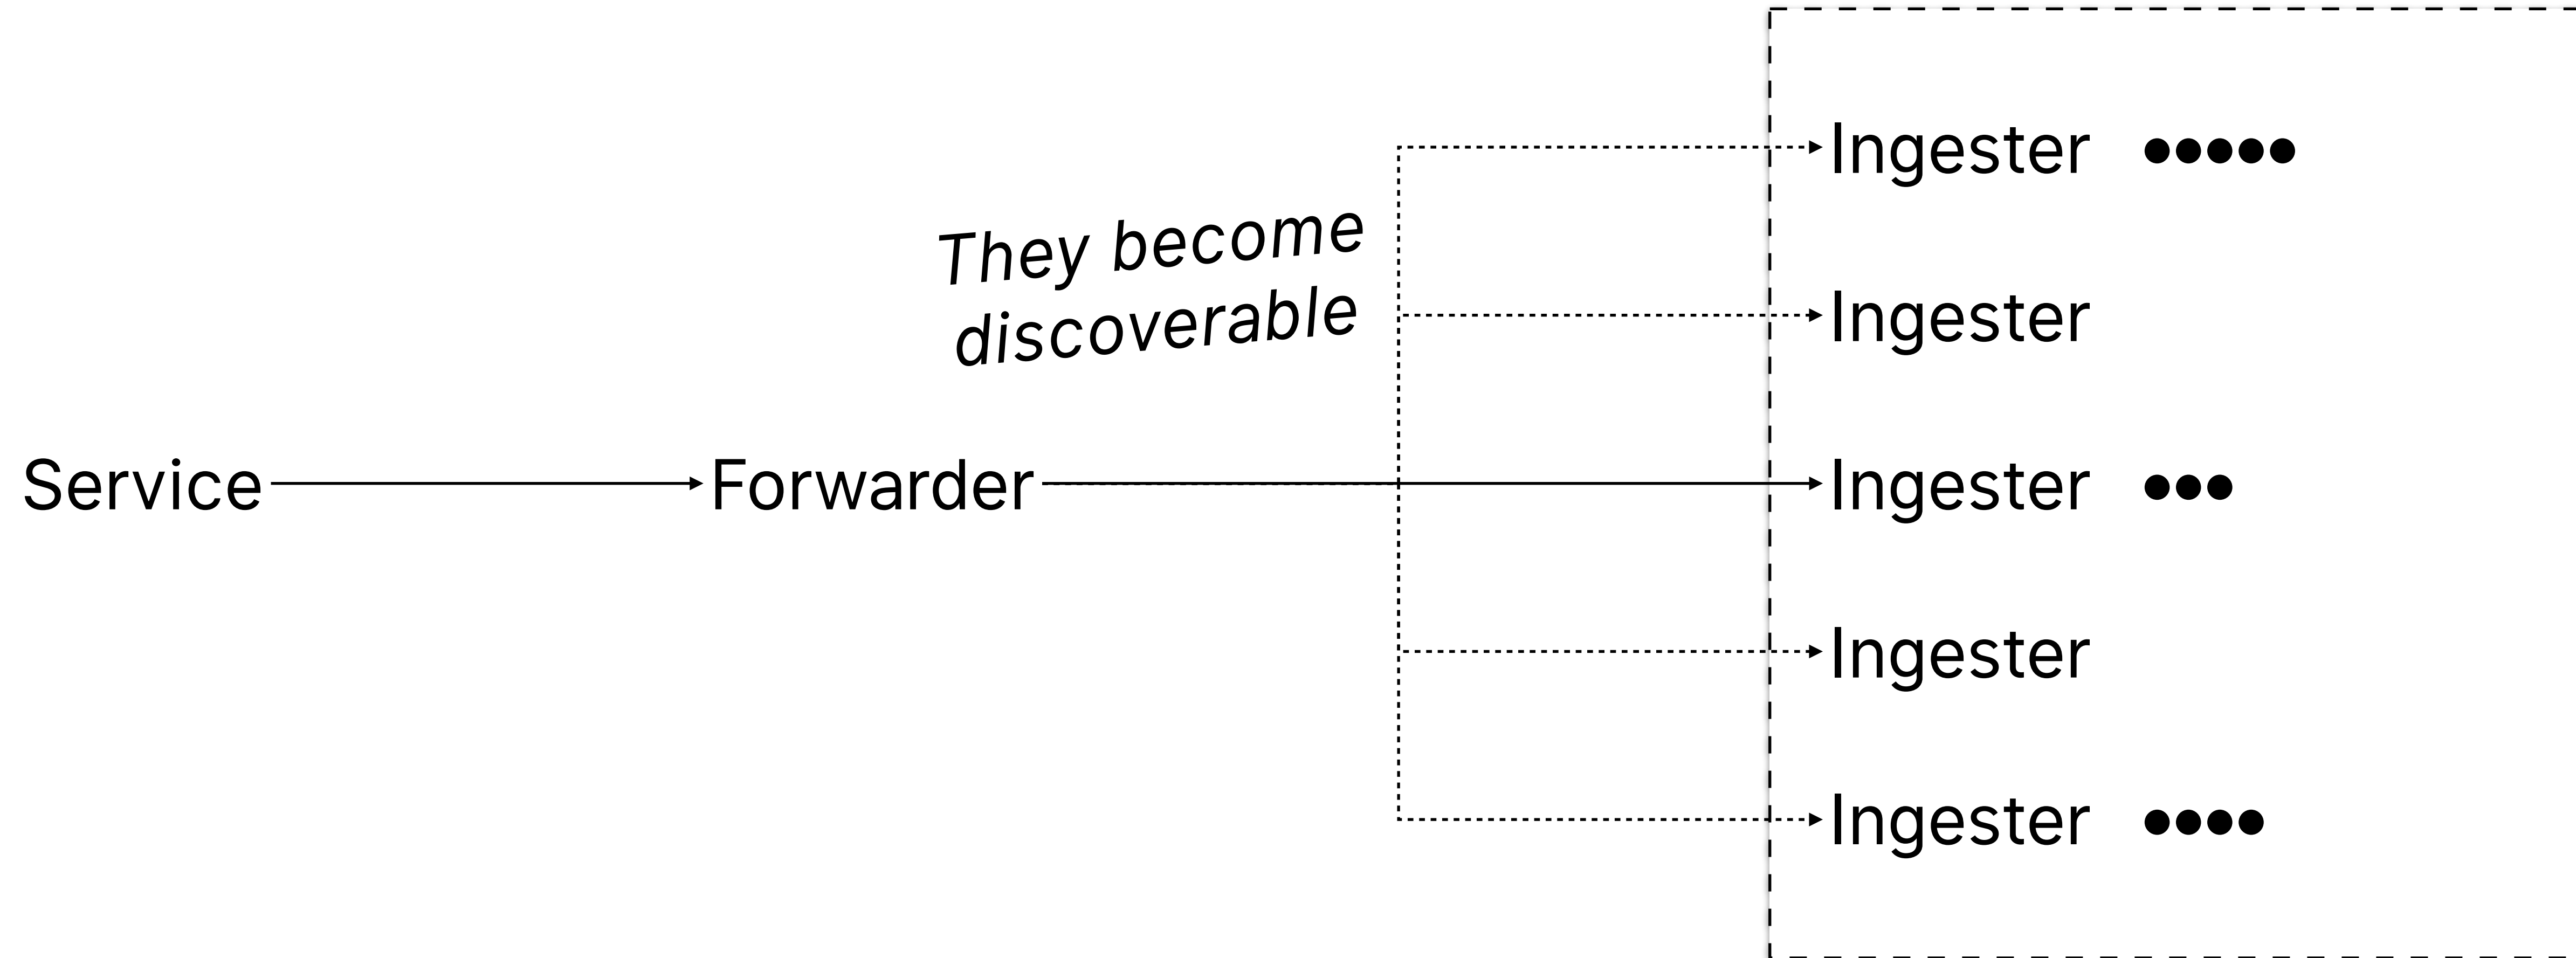 Ingester
They become
discoverable
Ingester
Service
Forwarder
Ingester
Ingester
Ingester